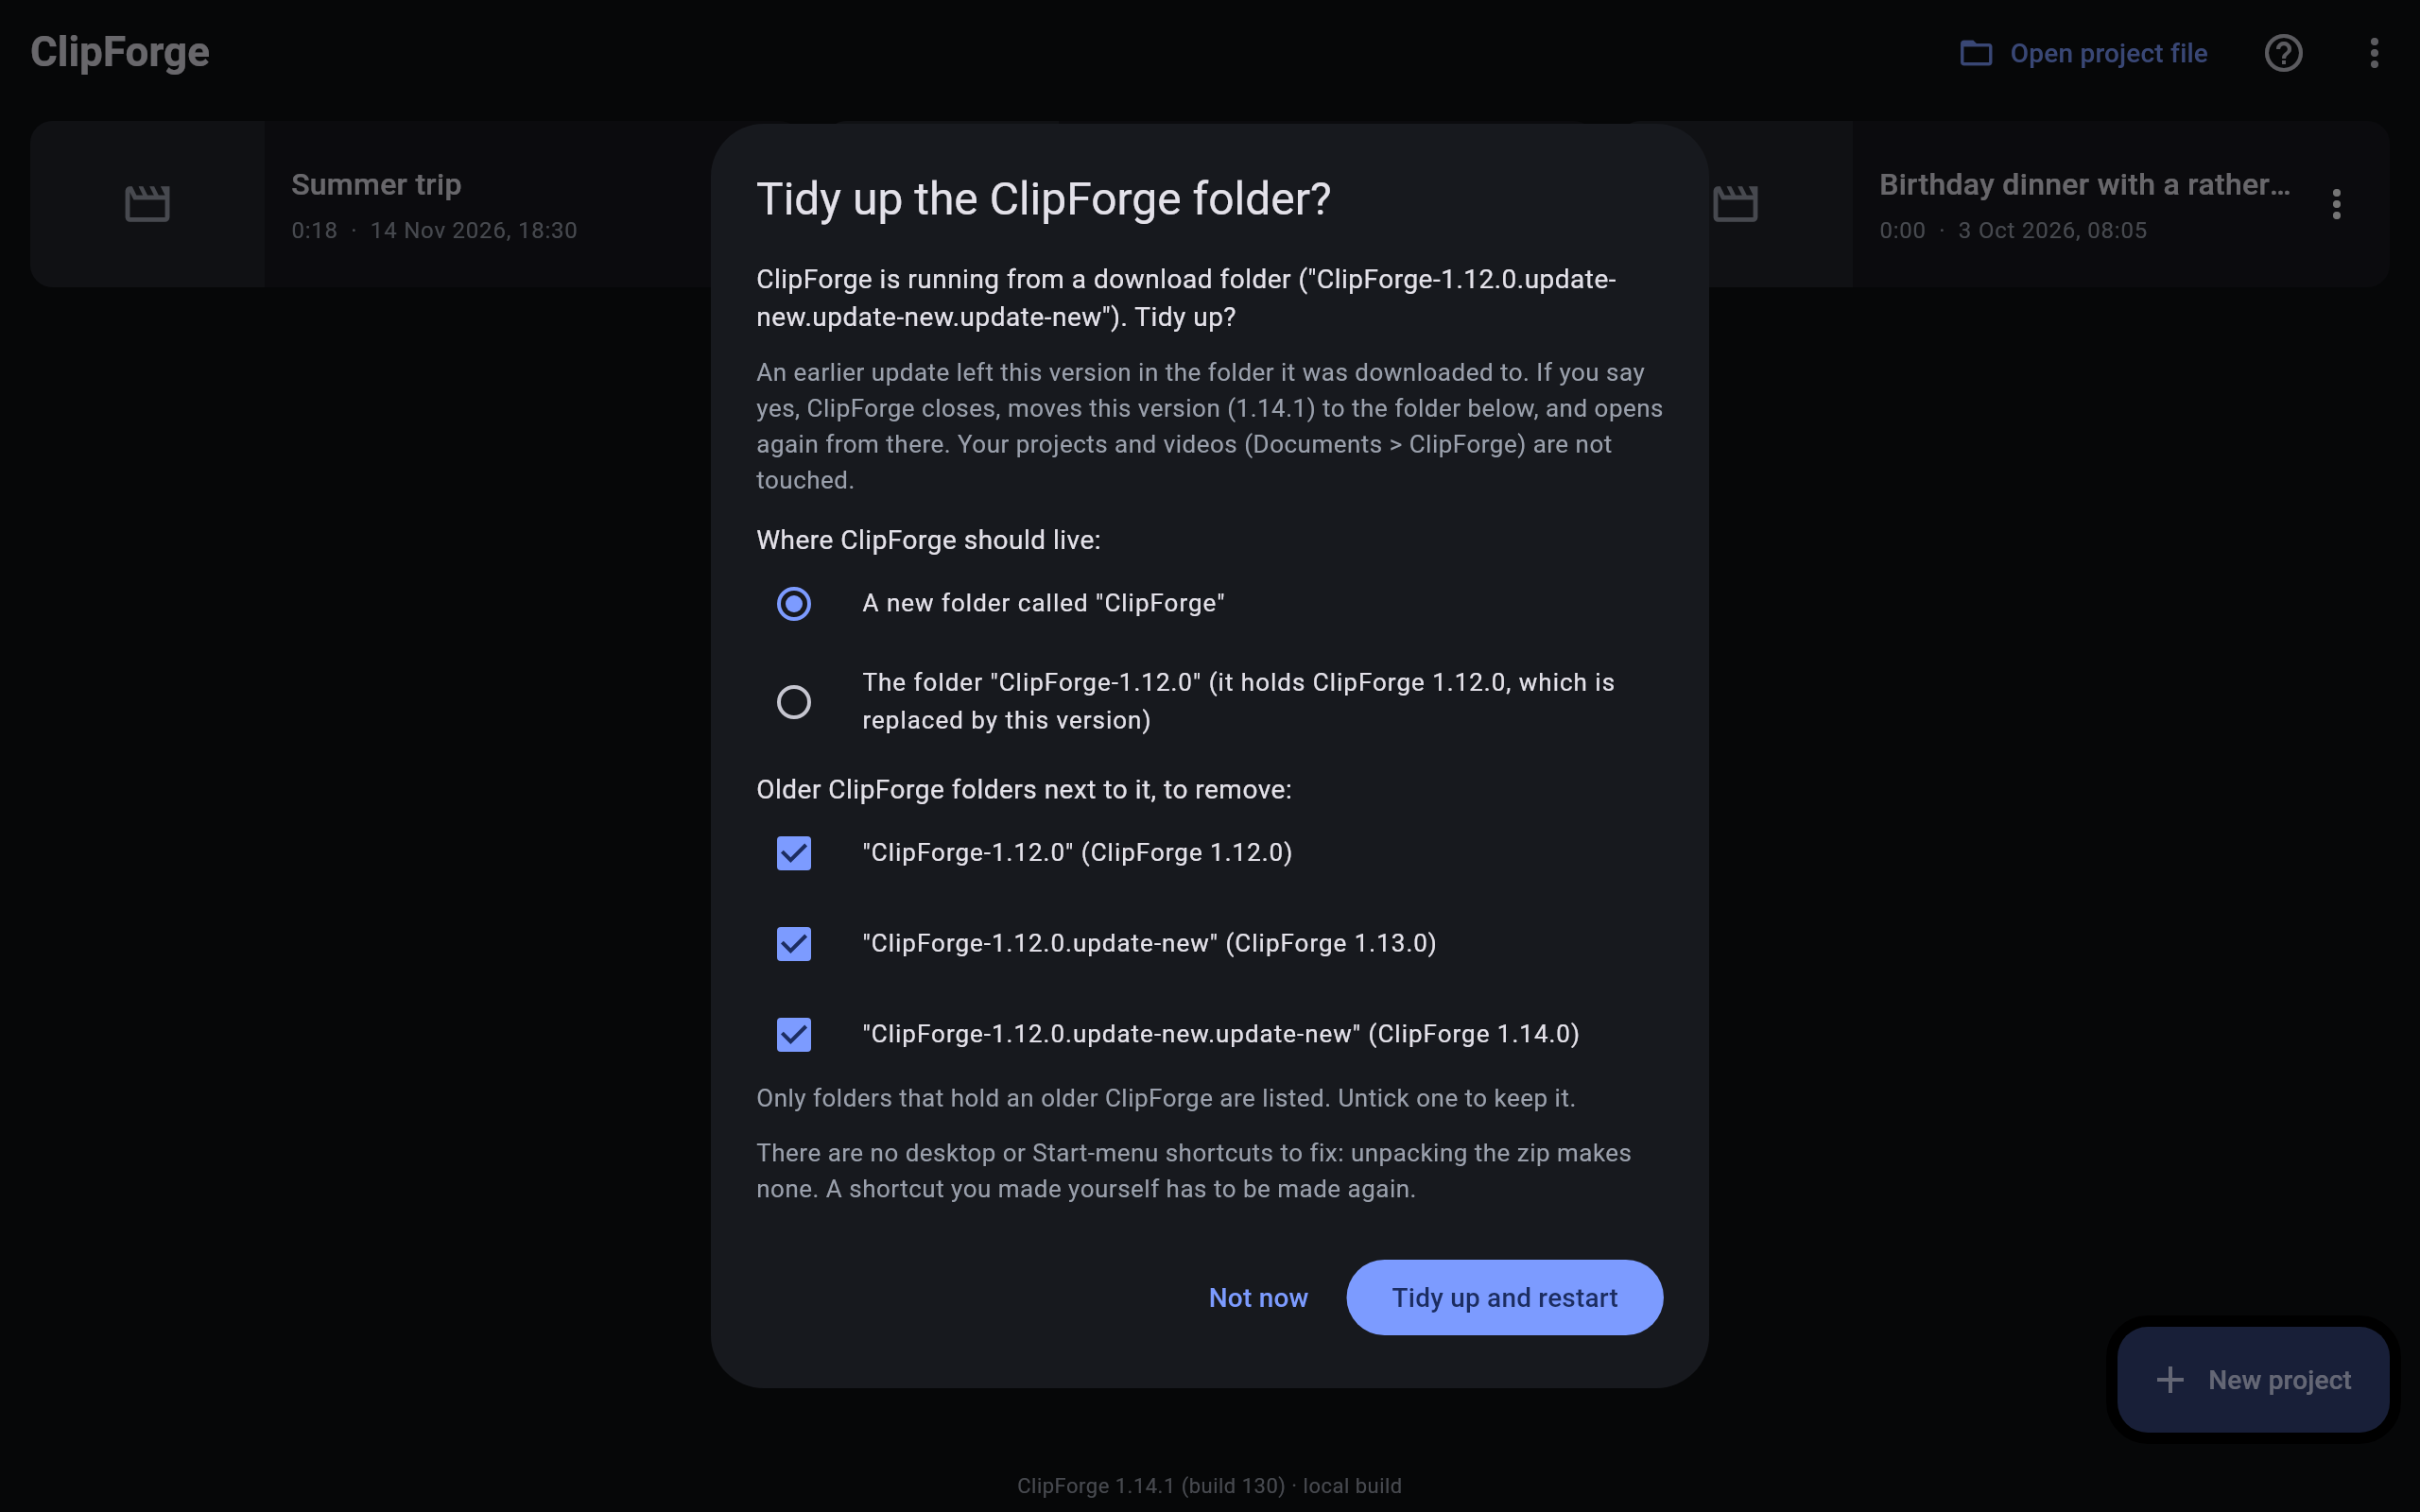 ClipForge
Open project file
Summer trip
0:18 · 14 Nov 2026, 18:30
Birthday dinner with a rather…
0:00 · 3 Oct 2026, 08:05
Tidy up the ClipForge folder?
ClipForge is running from a download folder ("ClipForge-1.12.0.update-
new.update-new.update-new"). Tidy up?
An earlier update left this version in the folder it was downloaded to. If you say
yes, ClipForge closes, moves this version (1.14.1) to the folder below, and opens
again from there. Your projects and videos (Documents > ClipForge) are not
touched.
Where ClipForge should live:
A new folder called "ClipForge"
The folder "ClipForge-1.12.0" (it holds ClipForge 1.12.0, which is
replaced by this version)
Older ClipForge folders next to it, to remove:
"ClipForge-1.12.0" (ClipForge 1.12.0)
"ClipForge-1.12.0.update-new" (ClipForge 1.13.0)
"ClipForge-1.12.0.update-new.update-new" (ClipForge 1.14.0)
Only folders that hold an older ClipForge are listed. Untick one to keep it.
There are no desktop or Start-menu shortcuts to fix: unpacking the zip makes
none. A shortcut you made yourself has to be made again.
Not now
Tidy up and restart
New project
ClipForge 1.14.1 (build 130) · local build